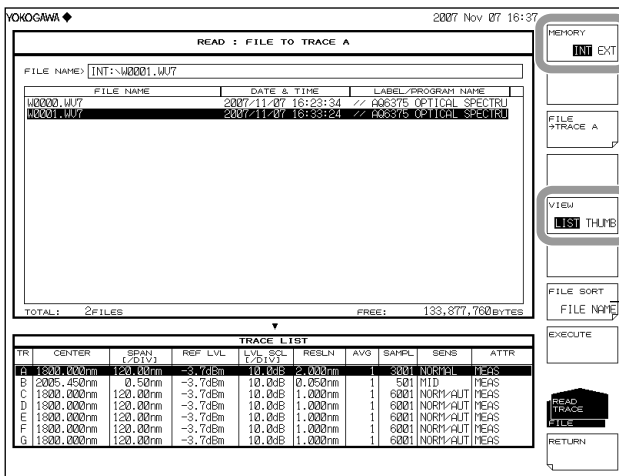 YOKOGAWA ◆ 2007 Nov 07 16:37
READ : FILE TO TRACE A
FILE NAME> INT:\W0001.WV7
FILE NAME DATE & TIME LABEL/PROGRAM NAME
W0000.WV7 2007/11/07 16:23:34 // AQ6375 OPTICAL SPECTRU
W0001.WV7 2007/11/07 16:33:24 // AQ6375 OPTICAL SPECTRU
TOTAL: 2FILES FREE: 133,877,760BYTES
▼
TRACE LIST
TR CENTER SPAN [/DIV] REF LVL LVL SCL [/DIV] RESLN AVG SAMPL SENS ATTR
A 1800.000nm 120.00nm -3.7dBm 10.0dB 2.000nm 1 3001 NORMAL MEAS
B 2005.450nm 0.50nm -3.7dBm 10.0dB 0.050nm 1 501 MID MEAS
C 1800.000nm 120.00nm -3.7dBm 10.0dB 1.000nm 1 6001 NORM/AUT MEAS
D 1800.000nm 120.00nm -3.7dBm 10.0dB 1.000nm 1 6001 NORM/AUT MEAS
E 1800.000nm 120.00nm -3.7dBm 10.0dB 1.000nm 1 6001 NORM/AUT MEAS
F 1800.000nm 120.00nm -3.7dBm 10.0dB 1.000nm 1 6001 NORM/AUT MEAS
G 1800.000nm 120.00nm -3.7dBm 10.0dB 1.000nm 1 6001 NORM/AUT MEAS
MEMORY
INT EXT
FILE
→TRACE A
VIEW
LIST THUMB
FILE SORT
FILE NAME
EXECUTE
READ
TRACE
FILE
RETURN